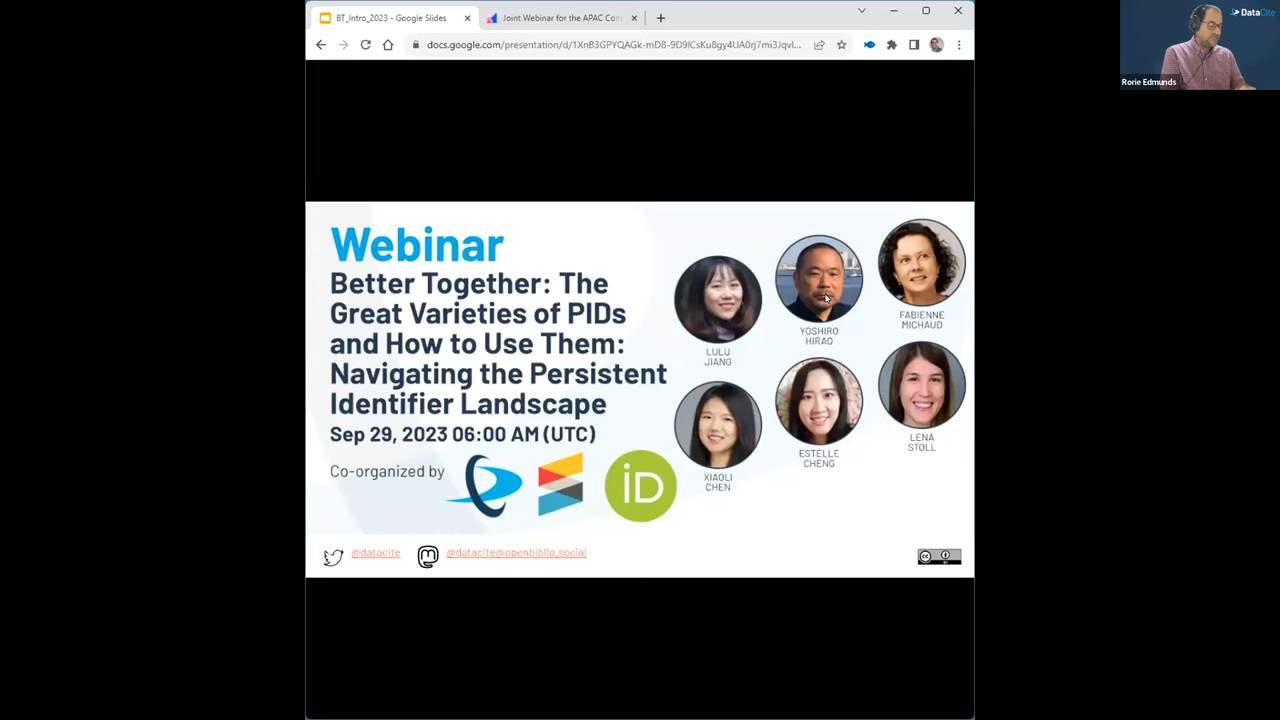 BT_Intro_2023 - Google Slides
Joint Webinar for the APAC Com
docs.google.com/presentation/d/1XnB3GPYQAGk-mD8-9D9lCsKu8gy4UA0rj7mi3Jqvl...
DataCite
Rorie Edmunds
Webinar
Better Together: The
Great Varieties of PIDs
and How to Use Them:
Navigating the Persistent
Identifier Landscape
Sep 29, 2023 06:00 AM (UTC)
Co-organized by
iD
LULU
JIANG
YOSHIRO
HIRAO
FABIENNE
MICHAUD
XIAOLI
CHEN
ESTELLE
CHENG
LENA
STOLL
@datacite
@datacite@openbiblio.social
cc
BY